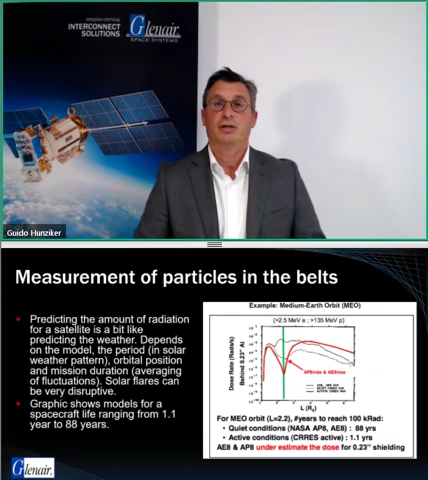 MISSION-CRITICAL
INTERCONNECT
SOLUTIONS
Glenair®
SPACE SYSTEMS
Guido Hunziker
Measurement of particles in the belts
Predicting the amount of radiation
for a satellite is a bit like
predicting the weather. Depends
on the model, the period (in solar
weather pattern), orbital position
and mission duration (averaging
of fluctuations). Solar flares can
be very disruptive.
Graphic shows models for a
spacecraft life ranging from 1.1
year to 88 years.
Example: Medium-Earth Orbit (MEO)
(>2.5 MeV e ; >135 MeV p)
Dose Rate (Rads/s)
Behind 0.23" Al
AP8max & AE8max
L (RE)
For MEO orbit (L=2.2), #years to reach 100 kRad:
• Quiet conditions (NASA AP8, AE8) : 88 yrs
• Active conditions (CRRES active) : 1.1 yrs
AE8 & AP8 under estimate the dose for 0.23" shielding
Glenair.